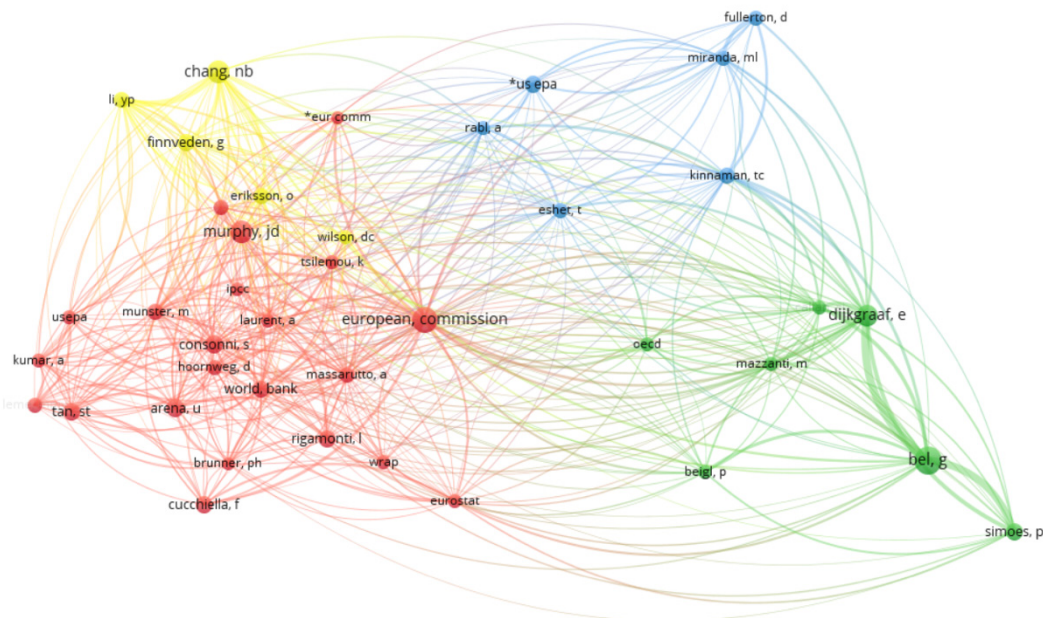 fullerton, d
miranda, ml
chang, nb
*us epa
li, yp
*eur comm
rabl, a
finnveden, g
kinnaman, tc
eriksson, o
eshet, t
murphy, jd
wilson, dc
tsilemou, k
ipcc
usepa
munster, m
laurent, a
european, commission
dijkgraaf, e
consonni, s
oecd
kumar, a
hoornweg, d
mazzanti, m
massarutto, a
world, bank
tan, st
arena, u
rigamonti, l
brunner, ph
wrap
bel, g
beigl, p
cucchiella, f
eurostat
simoes, p